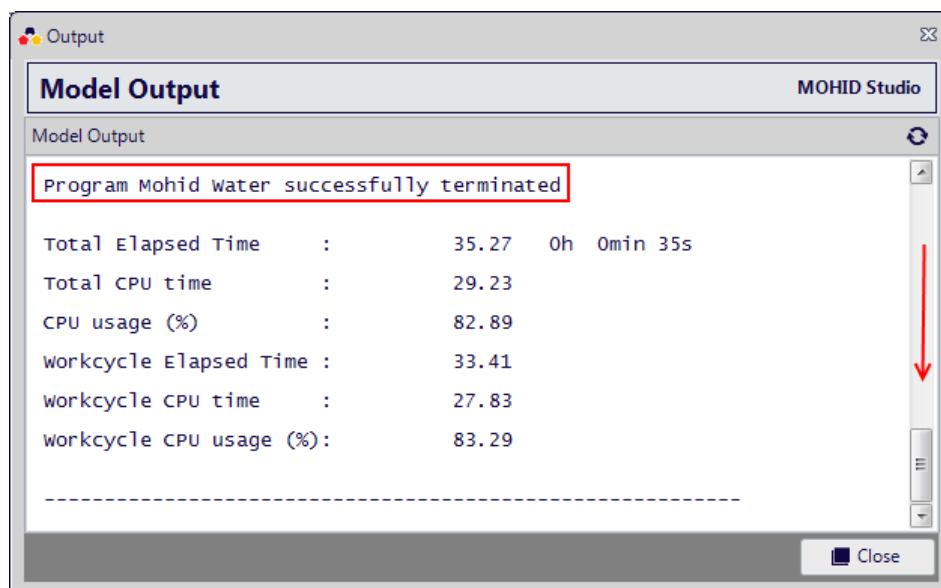 Output
Model Output MOHID Studio
Model Output
Program Mohid Water successfully terminated
Total Elapsed Time : 35.27 0h 0min 35s
Total CPU time : 29.23
CPU usage (%) : 82.89
Workcycle Elapsed Time : 33.41
Workcycle CPU time : 27.83
Workcycle CPU usage (%): 83.29
----------------------------------------------------------
Close